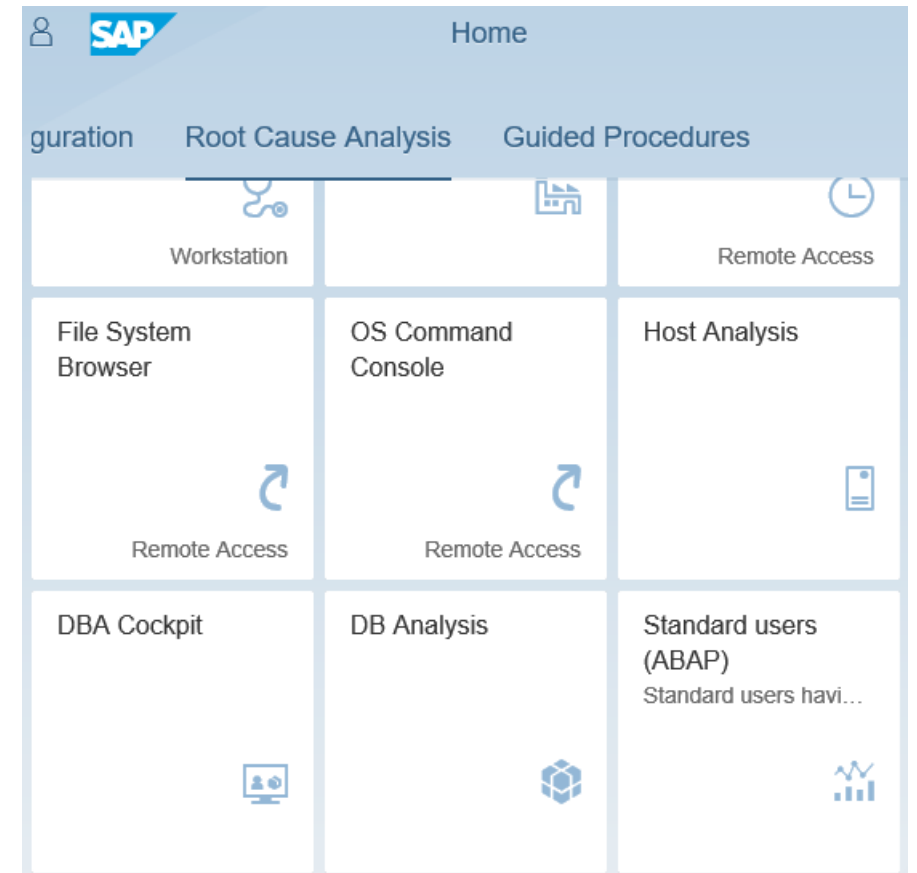 SAP Home
guration Root Cause Analysis Guided Procedures
Workstation
Remote Access
File System
Browser
Remote Access
OS Command
Console
Remote Access
Host Analysis
DBA Cockpit
DB Analysis
Standard users
(ABAP)
Standard users havi...